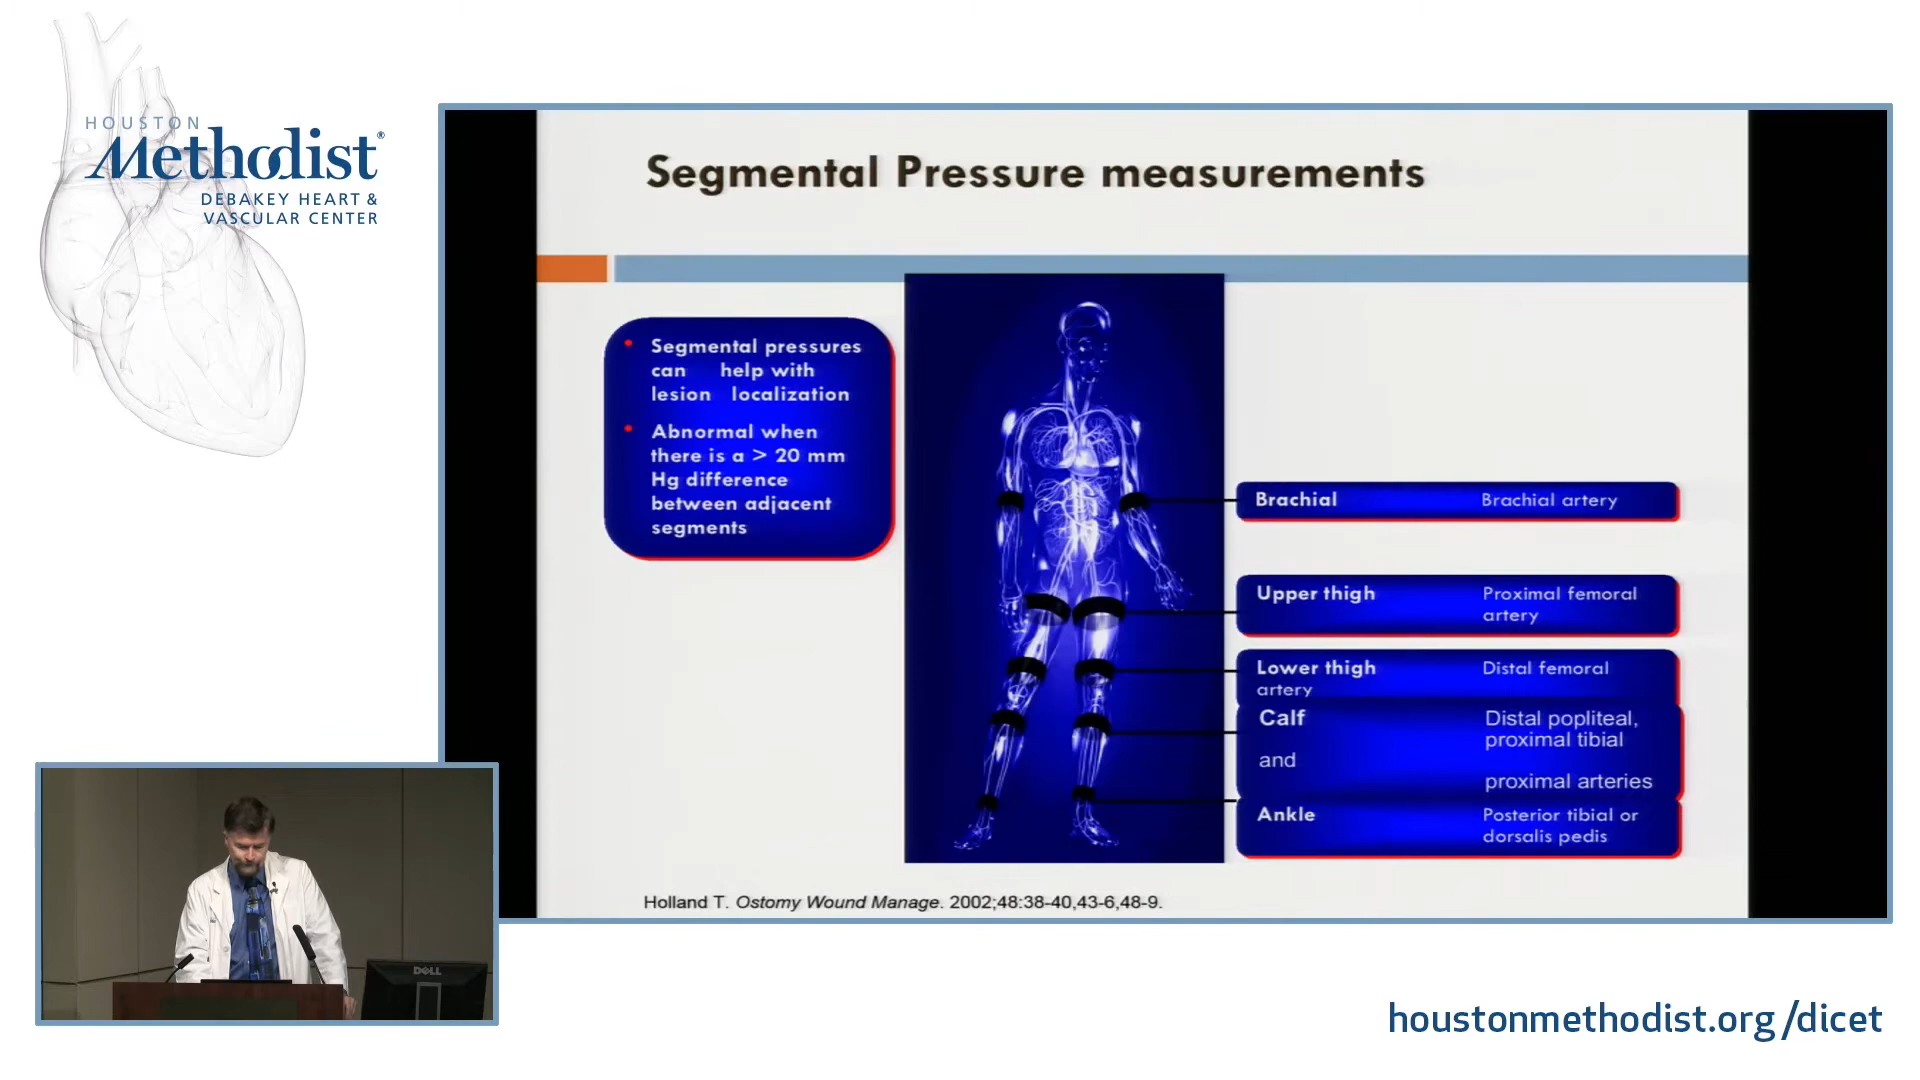 HOUSTON
Methodist®
DEBAKEY HEART &
VASCULAR CENTER
Segmental Pressure measurements
• Segmental pressures
can help with
lesion localization
• Abnormal when
there is a > 20 mm
Hg difference
between adjacent
segments
Brachial Brachial artery
Upper thigh Proximal femoral
artery
Lower thigh Distal femoral
artery
Calf Distal popliteal,
proximal tibial
and
proximal arteries
Ankle Posterior tibial or
dorsalis pedis
Holland T. Ostomy Wound Manage. 2002;48:38-40,43-6,48-9.
DELL
houstonmethodist.org/dicet